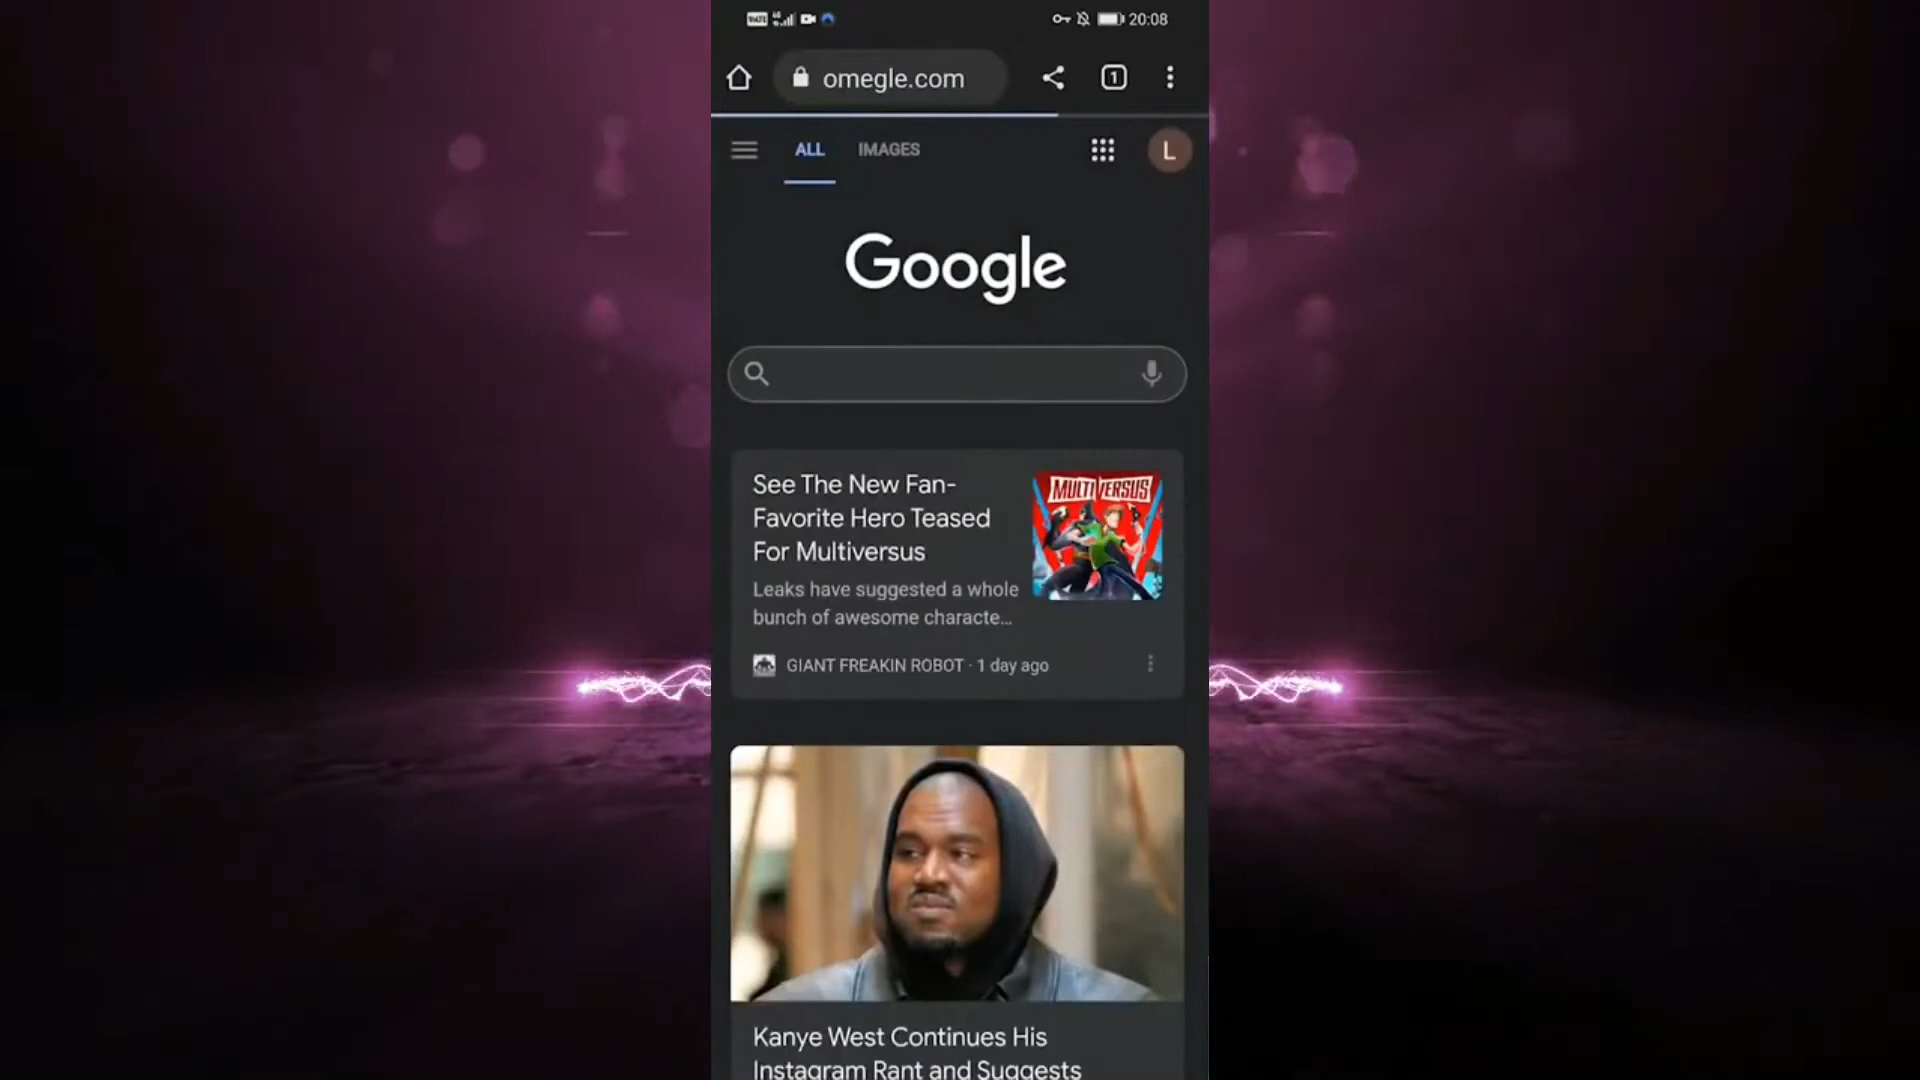 20:08
omegle.com
1
ALL IMAGES
L
Google
See The New Fan-
Favorite Hero Teased
For Multiversus
MULTIVERSUS
Leaks have suggested a whole
bunch of awesome characte...
GIANT FREAKIN ROBOT · 1 day ago
Kanye West Continues His
Instagram Rant and Suggests